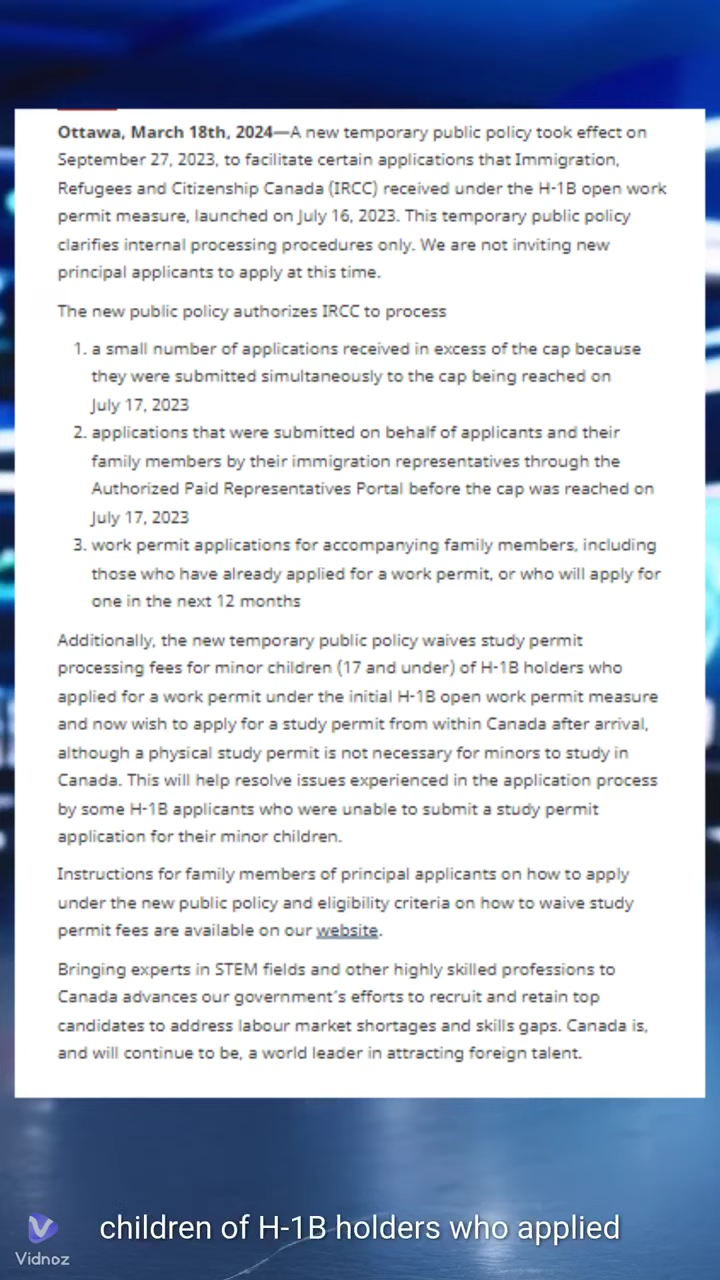 Ottawa, March 18th, 2024—A new temporary public policy took effect on
September 27, 2023, to facilitate certain applications that Immigration,
Refugees and Citizenship Canada (IRCC) received under the H-1B open work
permit measure, launched on July 16, 2023. This temporary public policy
clarifies internal processing procedures only. We are not inviting new
principal applicants to apply at this time.
The new public policy authorizes IRCC to process
1. a small number of applications received in excess of the cap because
they were submitted simultaneously to the cap being reached on
July 17, 2023
2. applications that were submitted on behalf of applicants and their
family members by their immigration representatives through the
Authorized Paid Representatives Portal before the cap was reached on
July 17, 2023
3. work permit applications for accompanying family members, including
those who have already applied for a work permit, or who will apply for
one in the next 12 months
Additionally, the new temporary public policy waives study permit
processing fees for minor children (17 and under) of H-1B holders who
applied for a work permit under the initial H-1B open work permit measure
and now wish to apply for a study permit from within Canada after arrival,
although a physical study permit is not necessary for minors to study in
Canada. This will help resolve issues experienced in the application process
by some H-1B applicants who were unable to submit a study permit
application for their minor children.
Instructions for family members of principal applicants on how to apply
under the new public policy and eligibility criteria on how to waive study
permit fees are available on our website.
Bringing experts in STEM fields and other highly skilled professions to
Canada advances our government's efforts to recruit and retain top
candidates to address labour market shortages and skills gaps. Canada is,
and will continue to be, a world leader in attracting foreign talent.
children of H-1B holders who applied
Vidnoz